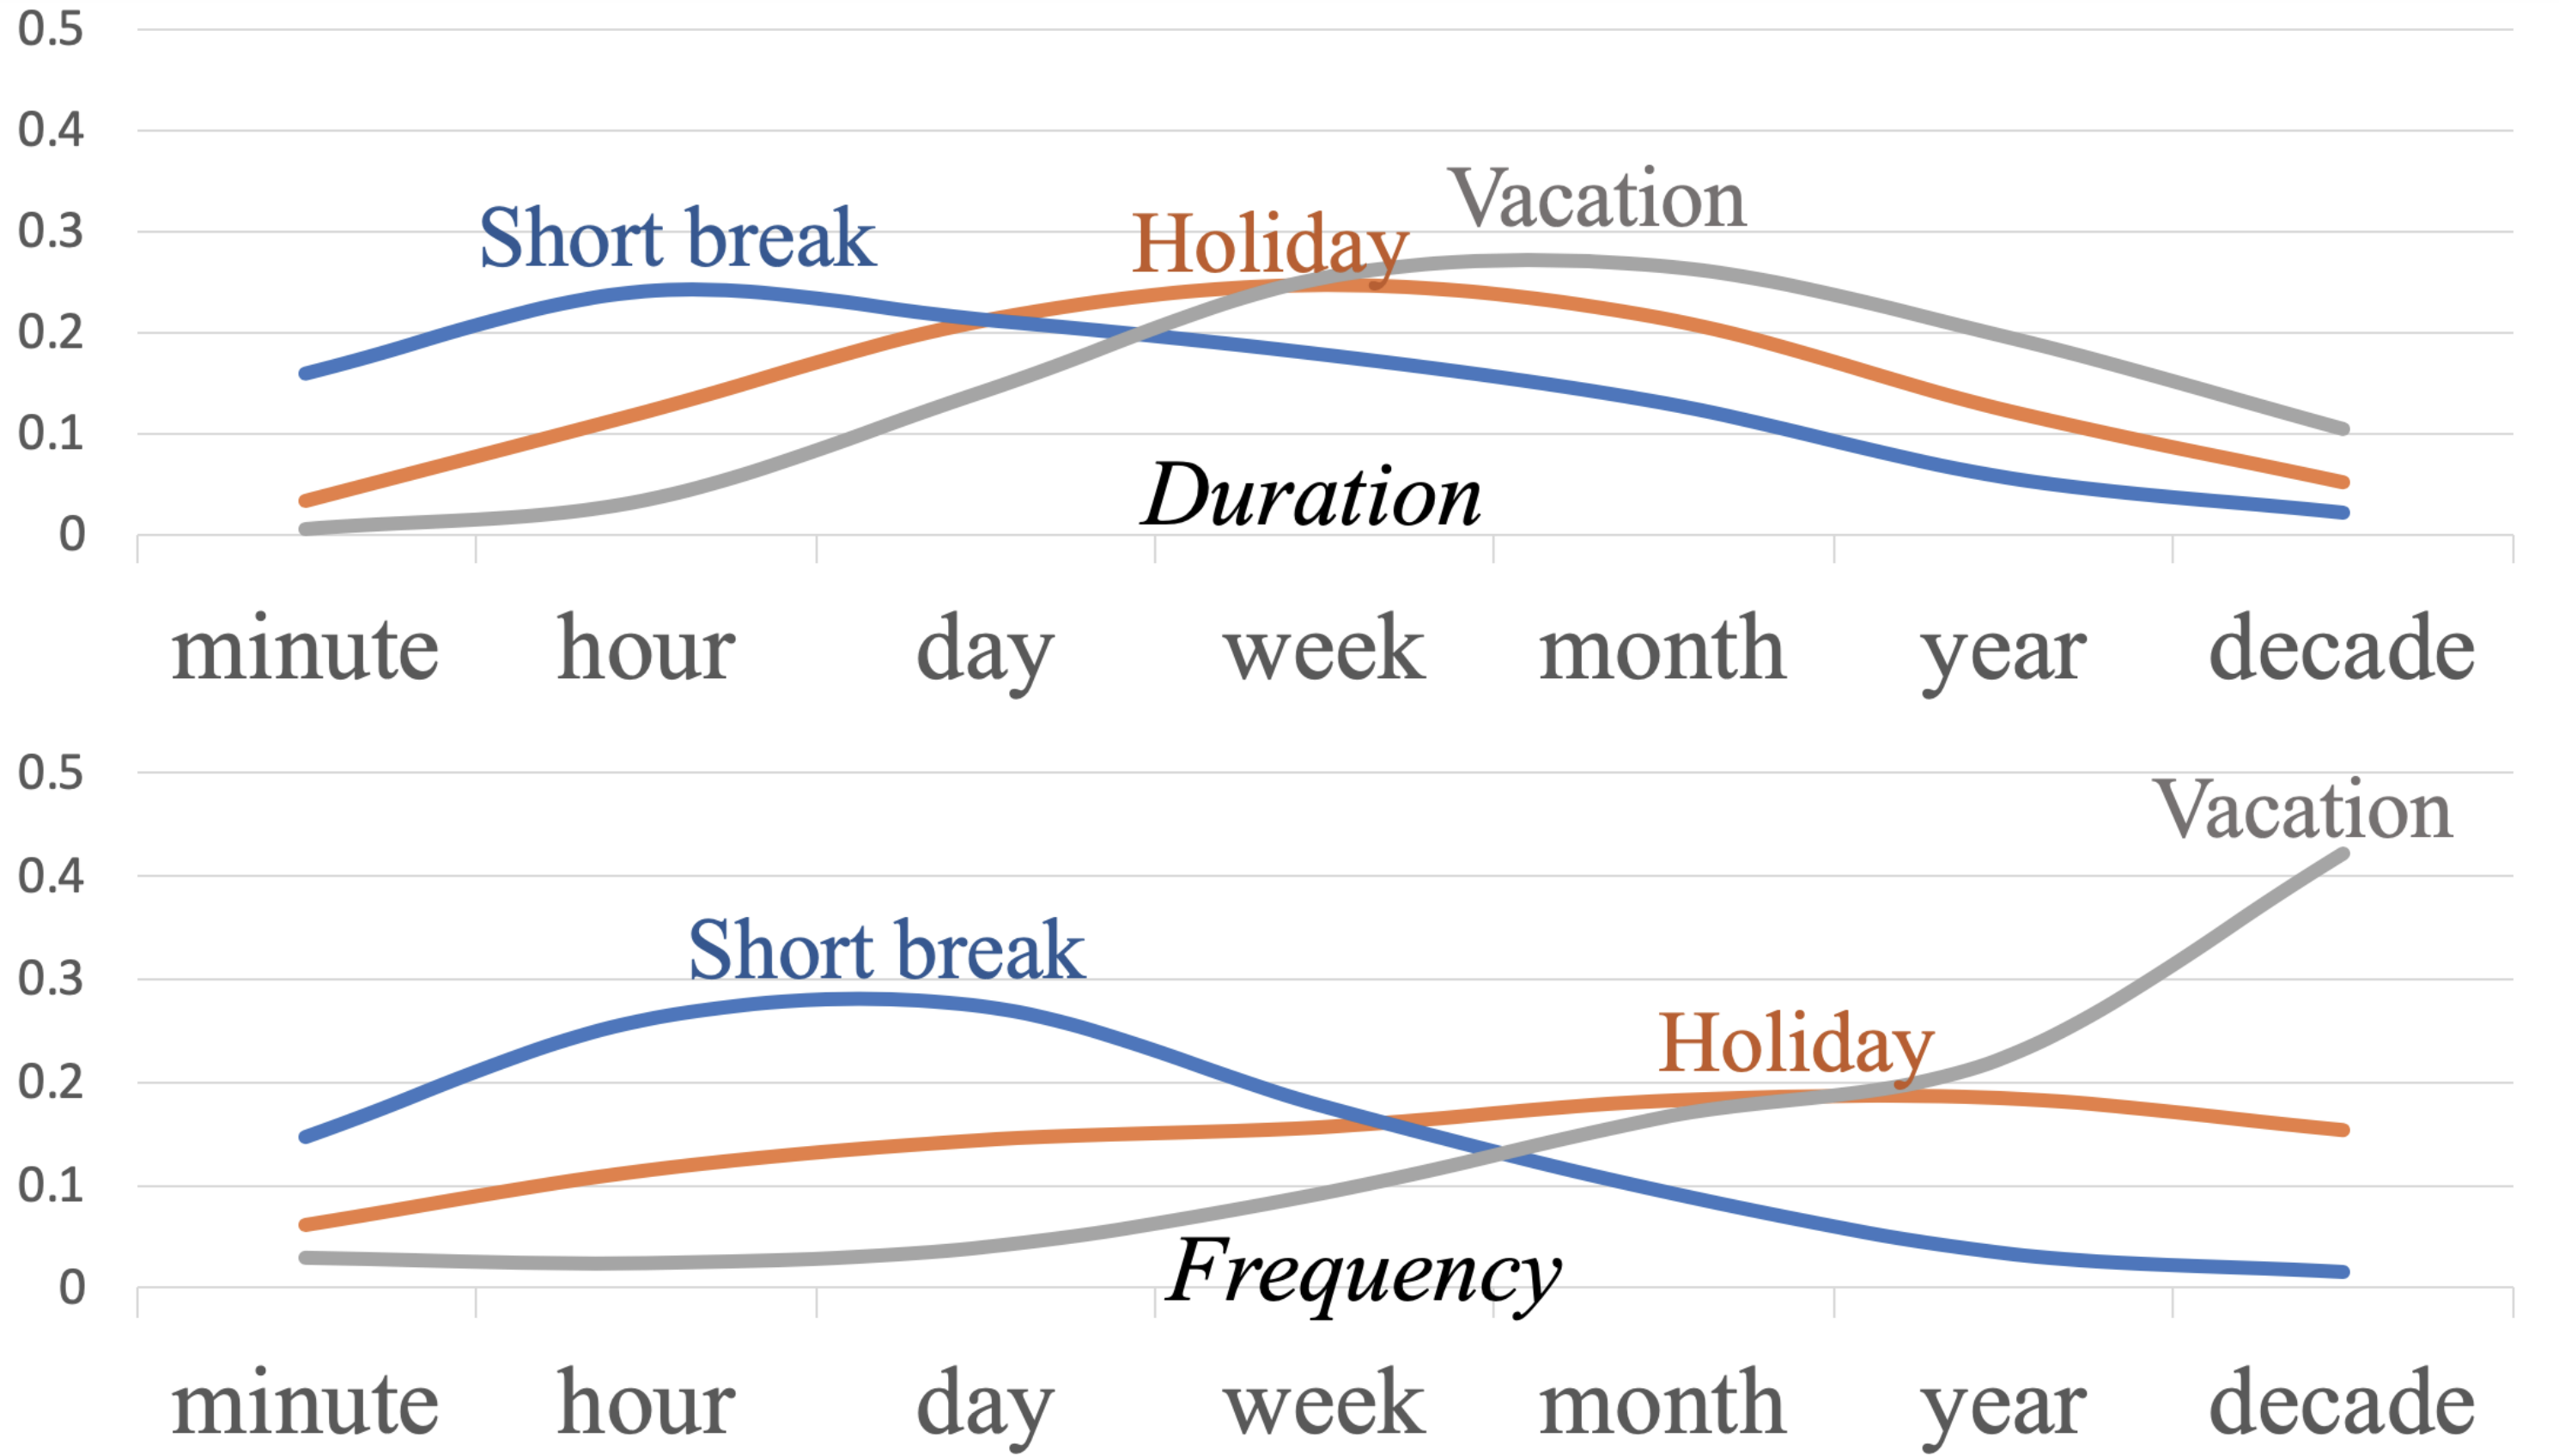 0.5
0.4
0.3
0.2
0.1
0
Short break
Holiday
Vacation
Duration
minute hour day week month year decade
0.5
0.4
0.3
0.2
0.1
0
Vacation
Short break
Holiday
Frequency
minute hour day week month year decade